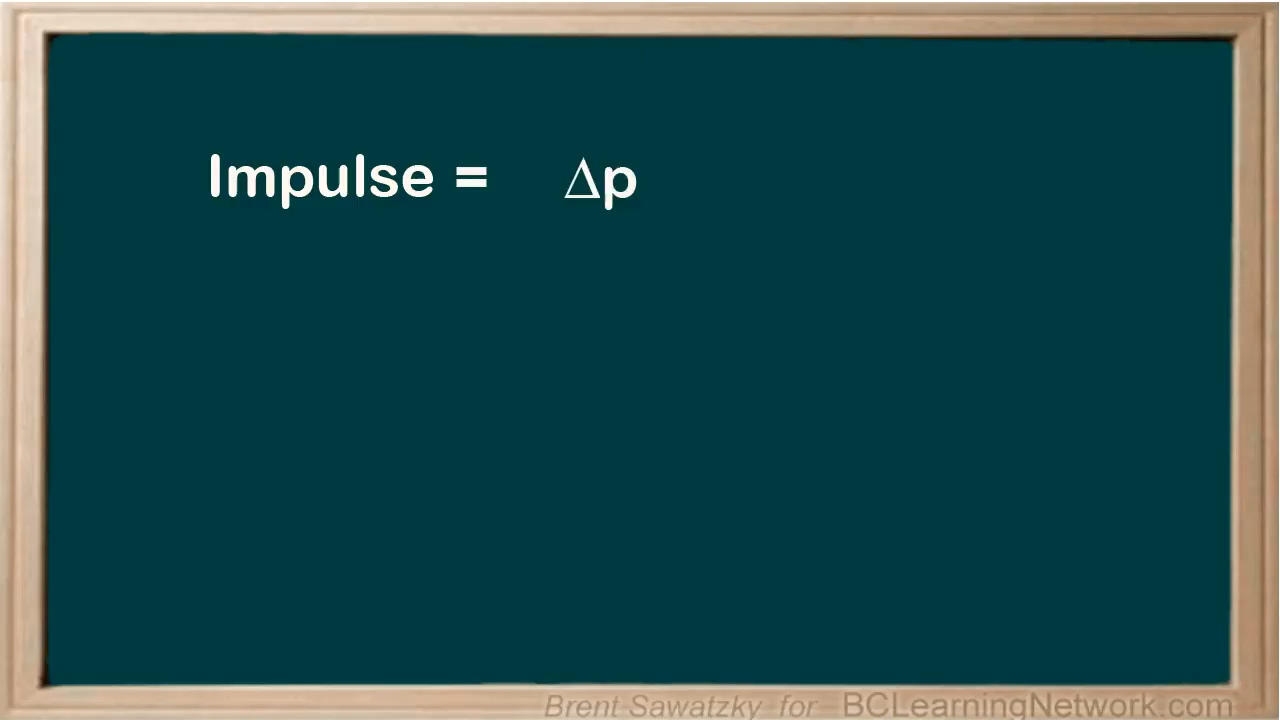 Impulse = Δp
Brent Sawatzky for BCLearningNetwork.com